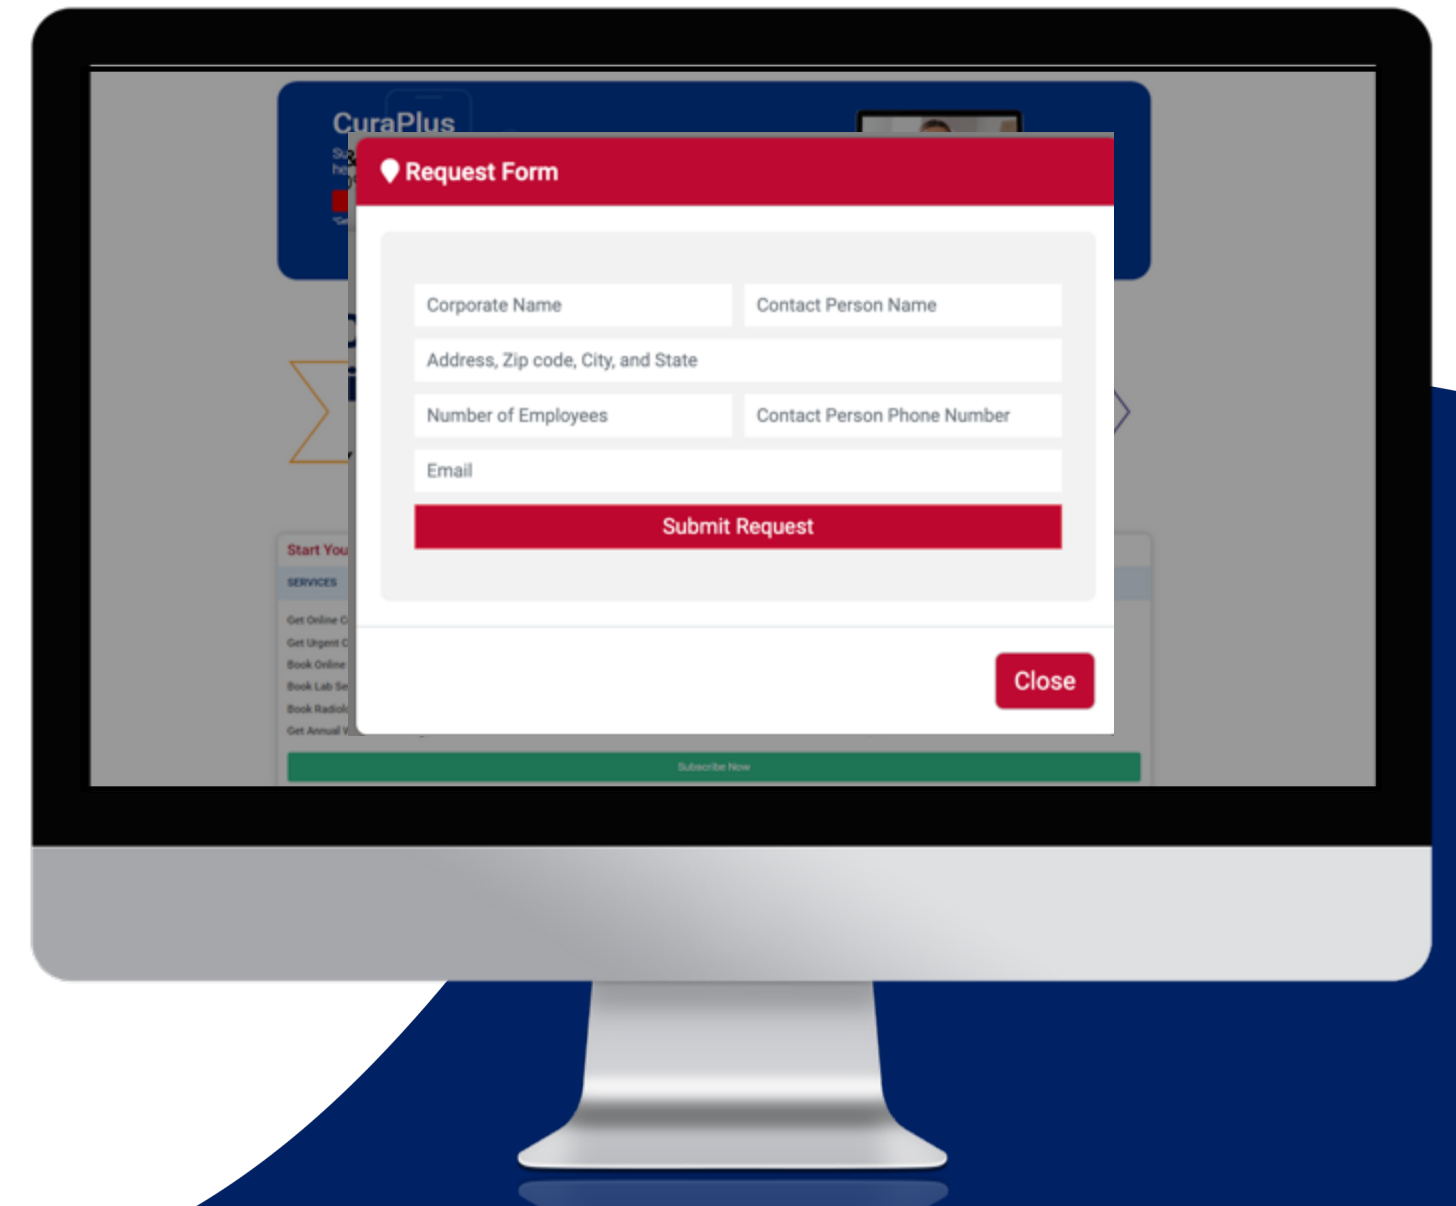 CuraPlus
Request Form
Corporate Name
Contact Person Name
Address, Zip code, City, and State
Number of Employees
Contact Person Phone Number
Email
Submit Request
Start You
SERVICES
Get Online C
Get Urgent C
Book Online
Book Lab Se
Book Radiolo
Get Annual W
Close
Subscribe Now